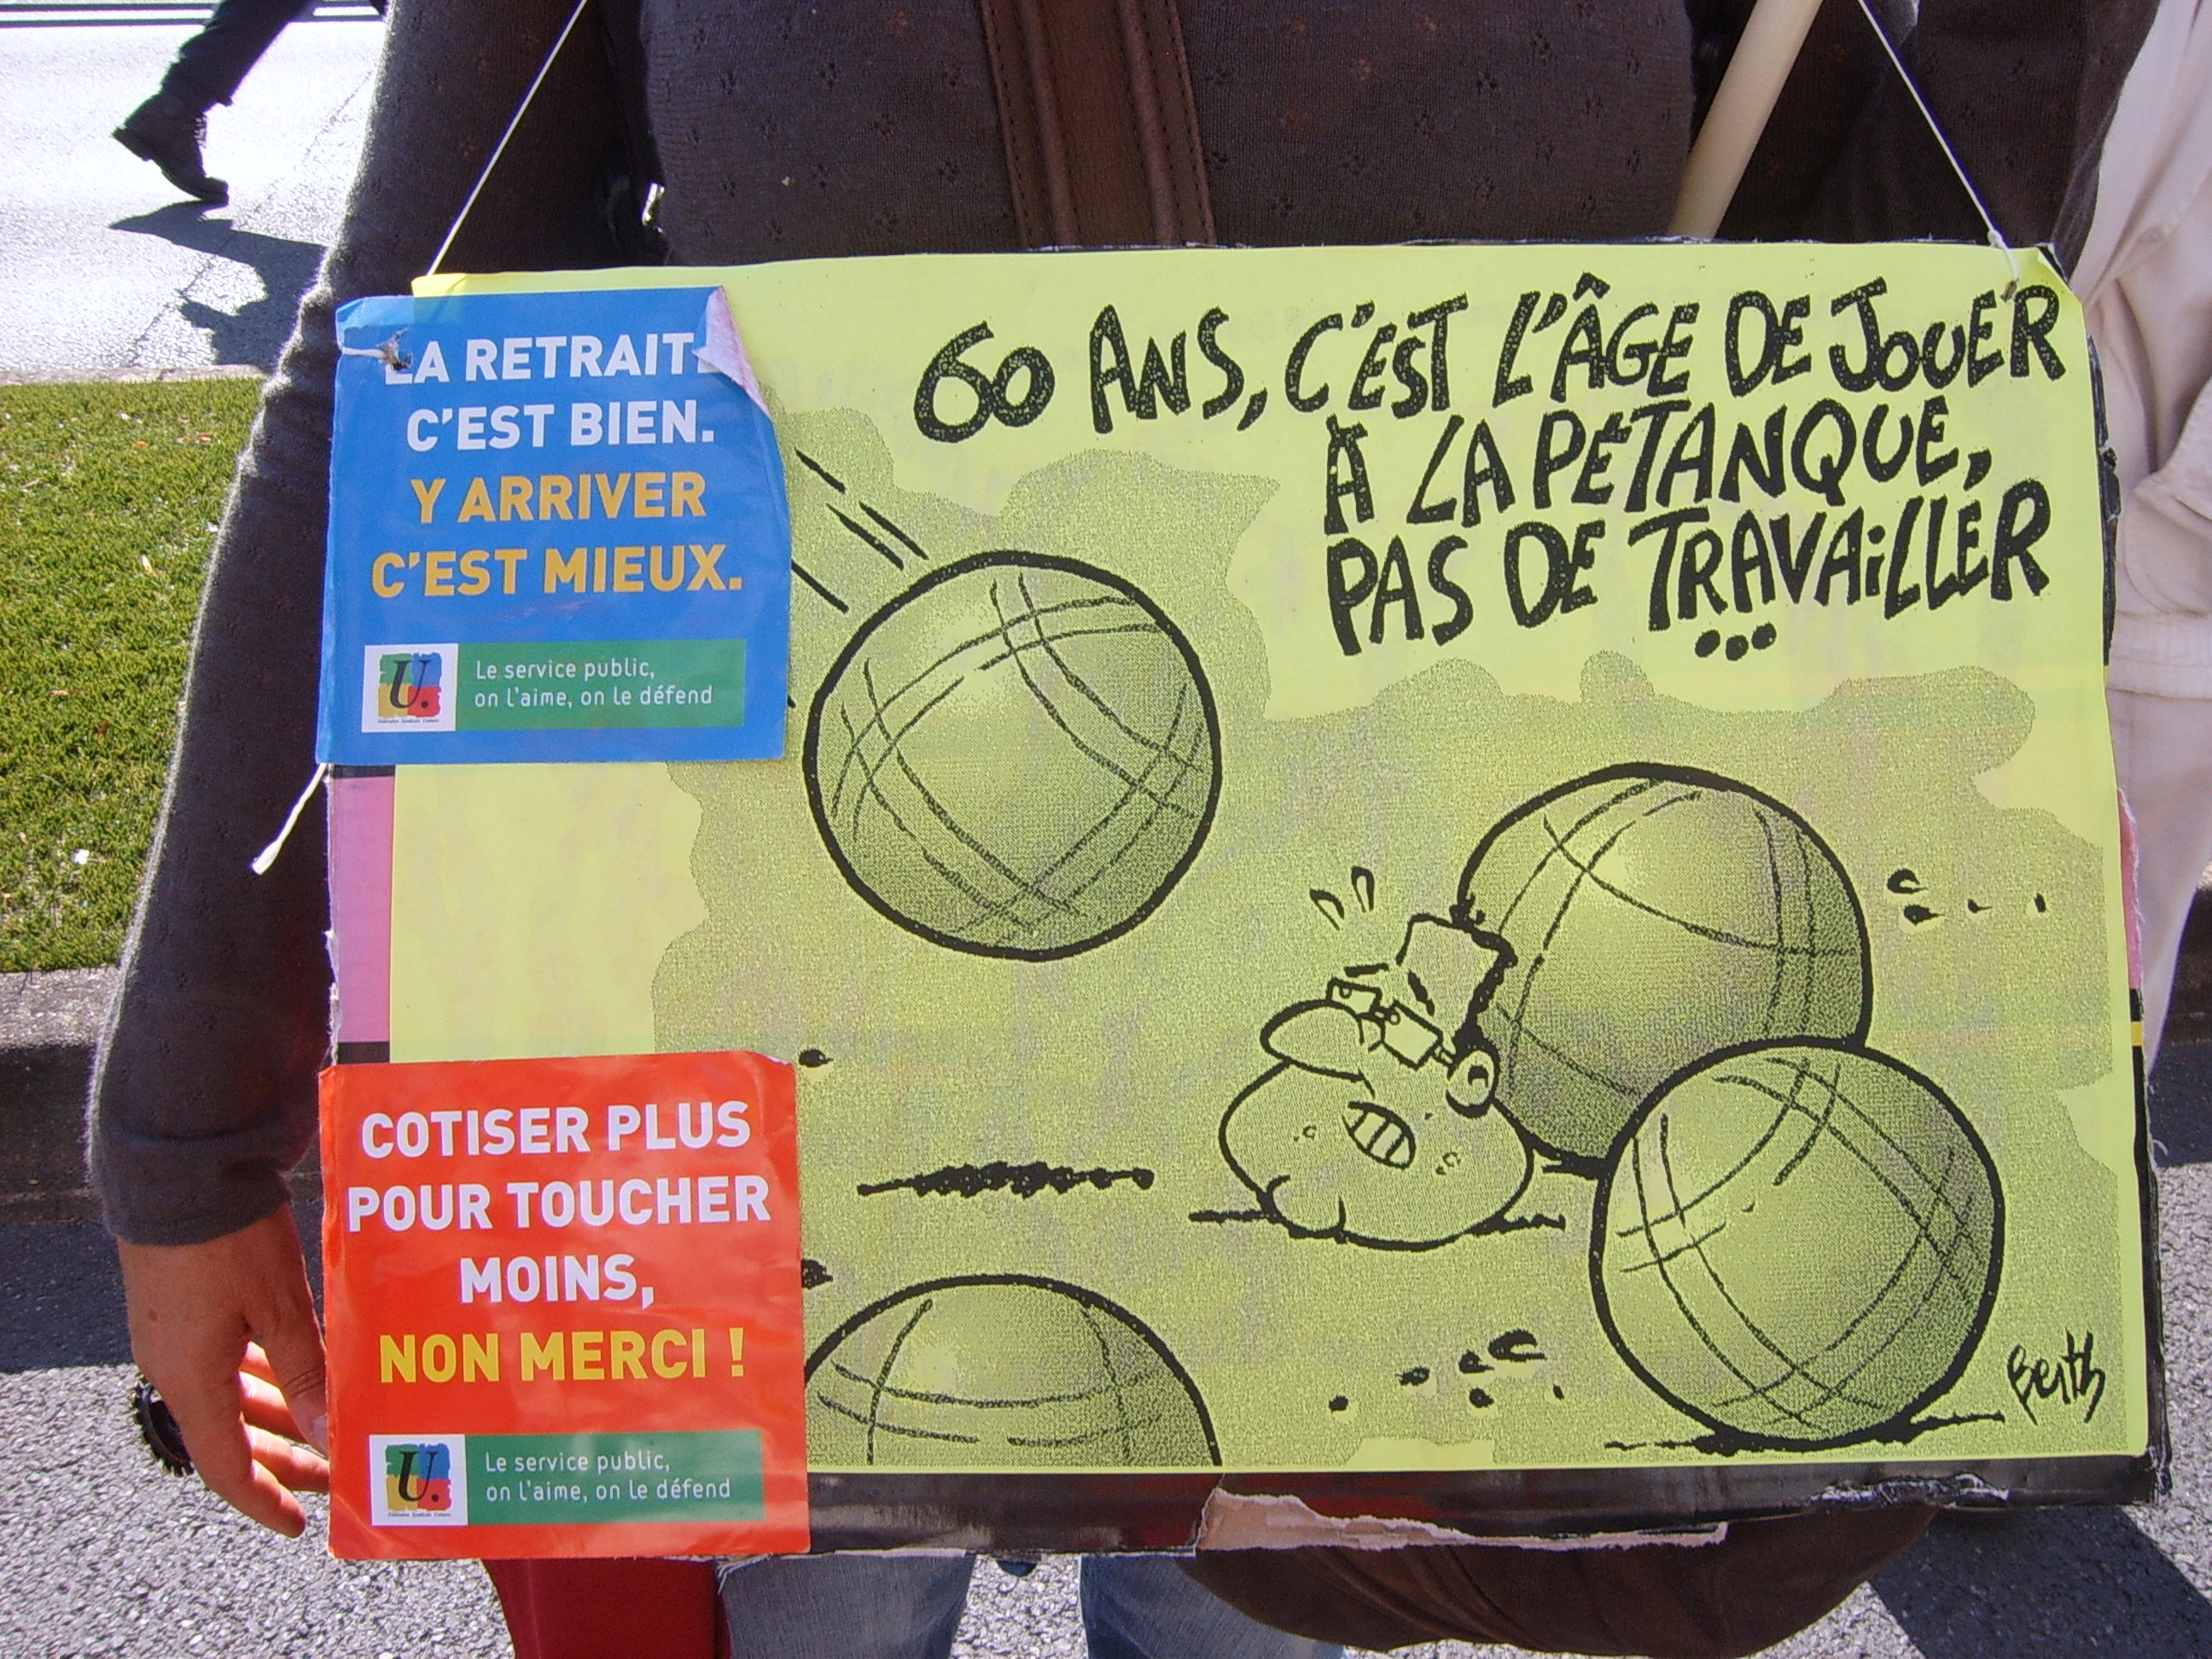 LA RETRAITE
C'EST BIEN.
Y ARRIVER
C'EST MIEUX.
U.
Le service public,
on l'aime, on le défend
60 ANS, C'EST L'ÂGE DE JOUER
À LA PÉTANQUE,
PAS DE TRAVAILLER
...
COTISER PLUS
POUR TOUCHER
MOINS,
NON MERCI !
U.
Le service public,
on l'aime, on le défend
Berth